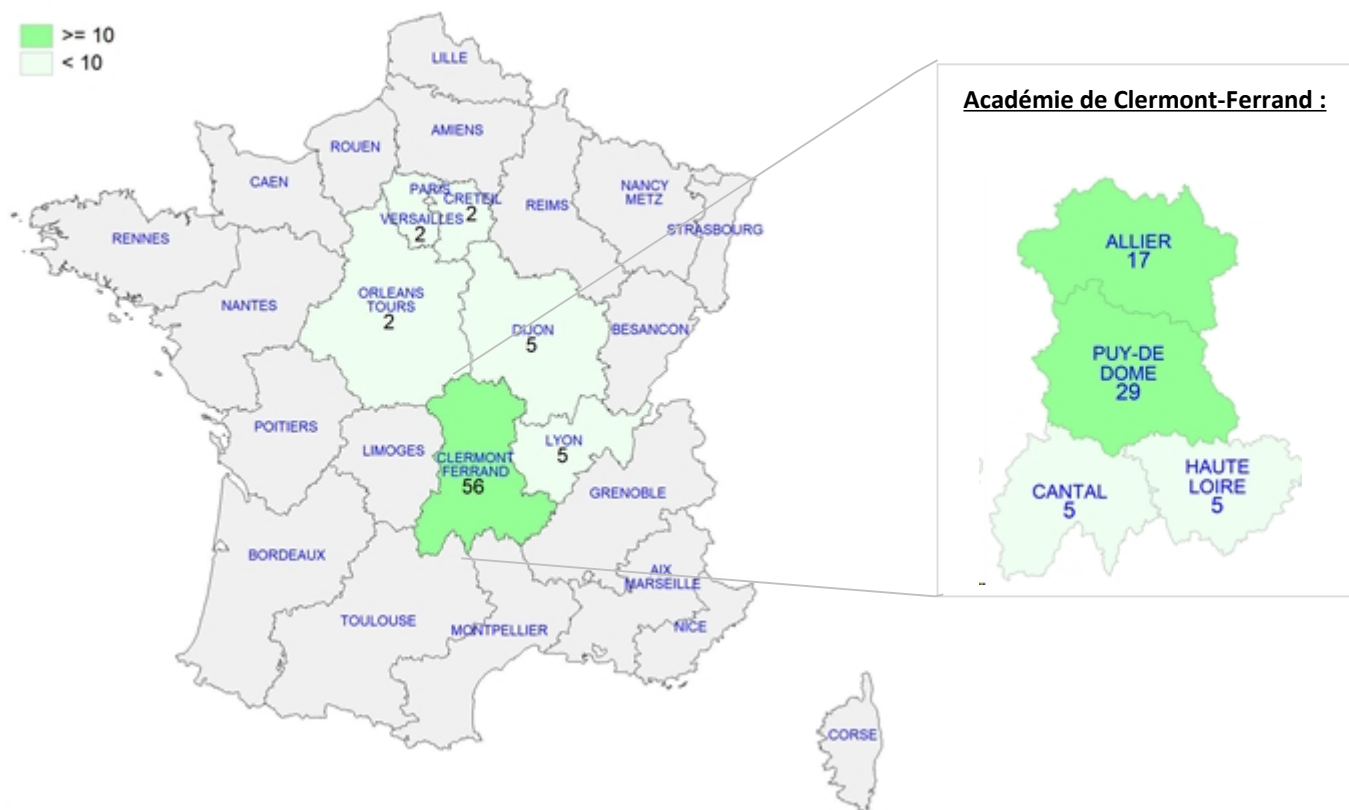 >= 10
< 10
LILLE
AMIENS
ROUEN
CAEN
PARIS
CRETEIL
2
VERSAILLES
2
REIMS
NANCY
METZ
STRASBOURG
RENNES
NANTES
ORLEANS
TOURS
2
DIJON
5
BESANCON
POITIERS
LIMOGES
CLERMONT
FERRAND
56
LYON
5
GRENOBLE
BORDEAUX
AIX
MARSEILLE
TOULOUSE
MONTPELLIER
NICE
CORSE
Académie de Clermont-Ferrand :
ALLIER
17
PUY-DE
DOME
29
CANTAL
5
HAUTE
LOIRE
5